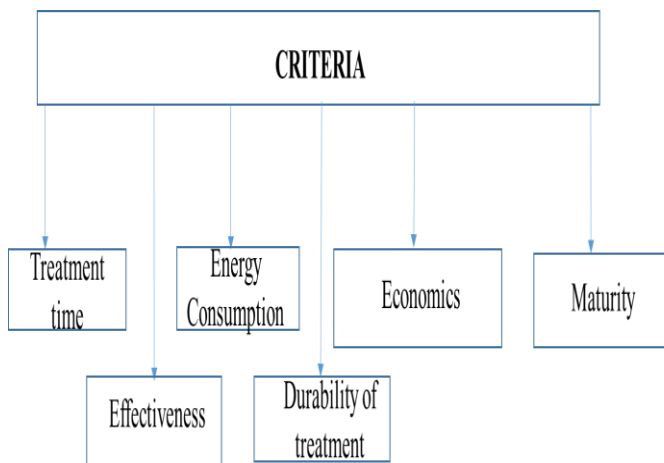 CRITERIA
Treatment
time
Energy
Consumption
Economics
Maturity
Effectiveness
Durability of
treatment